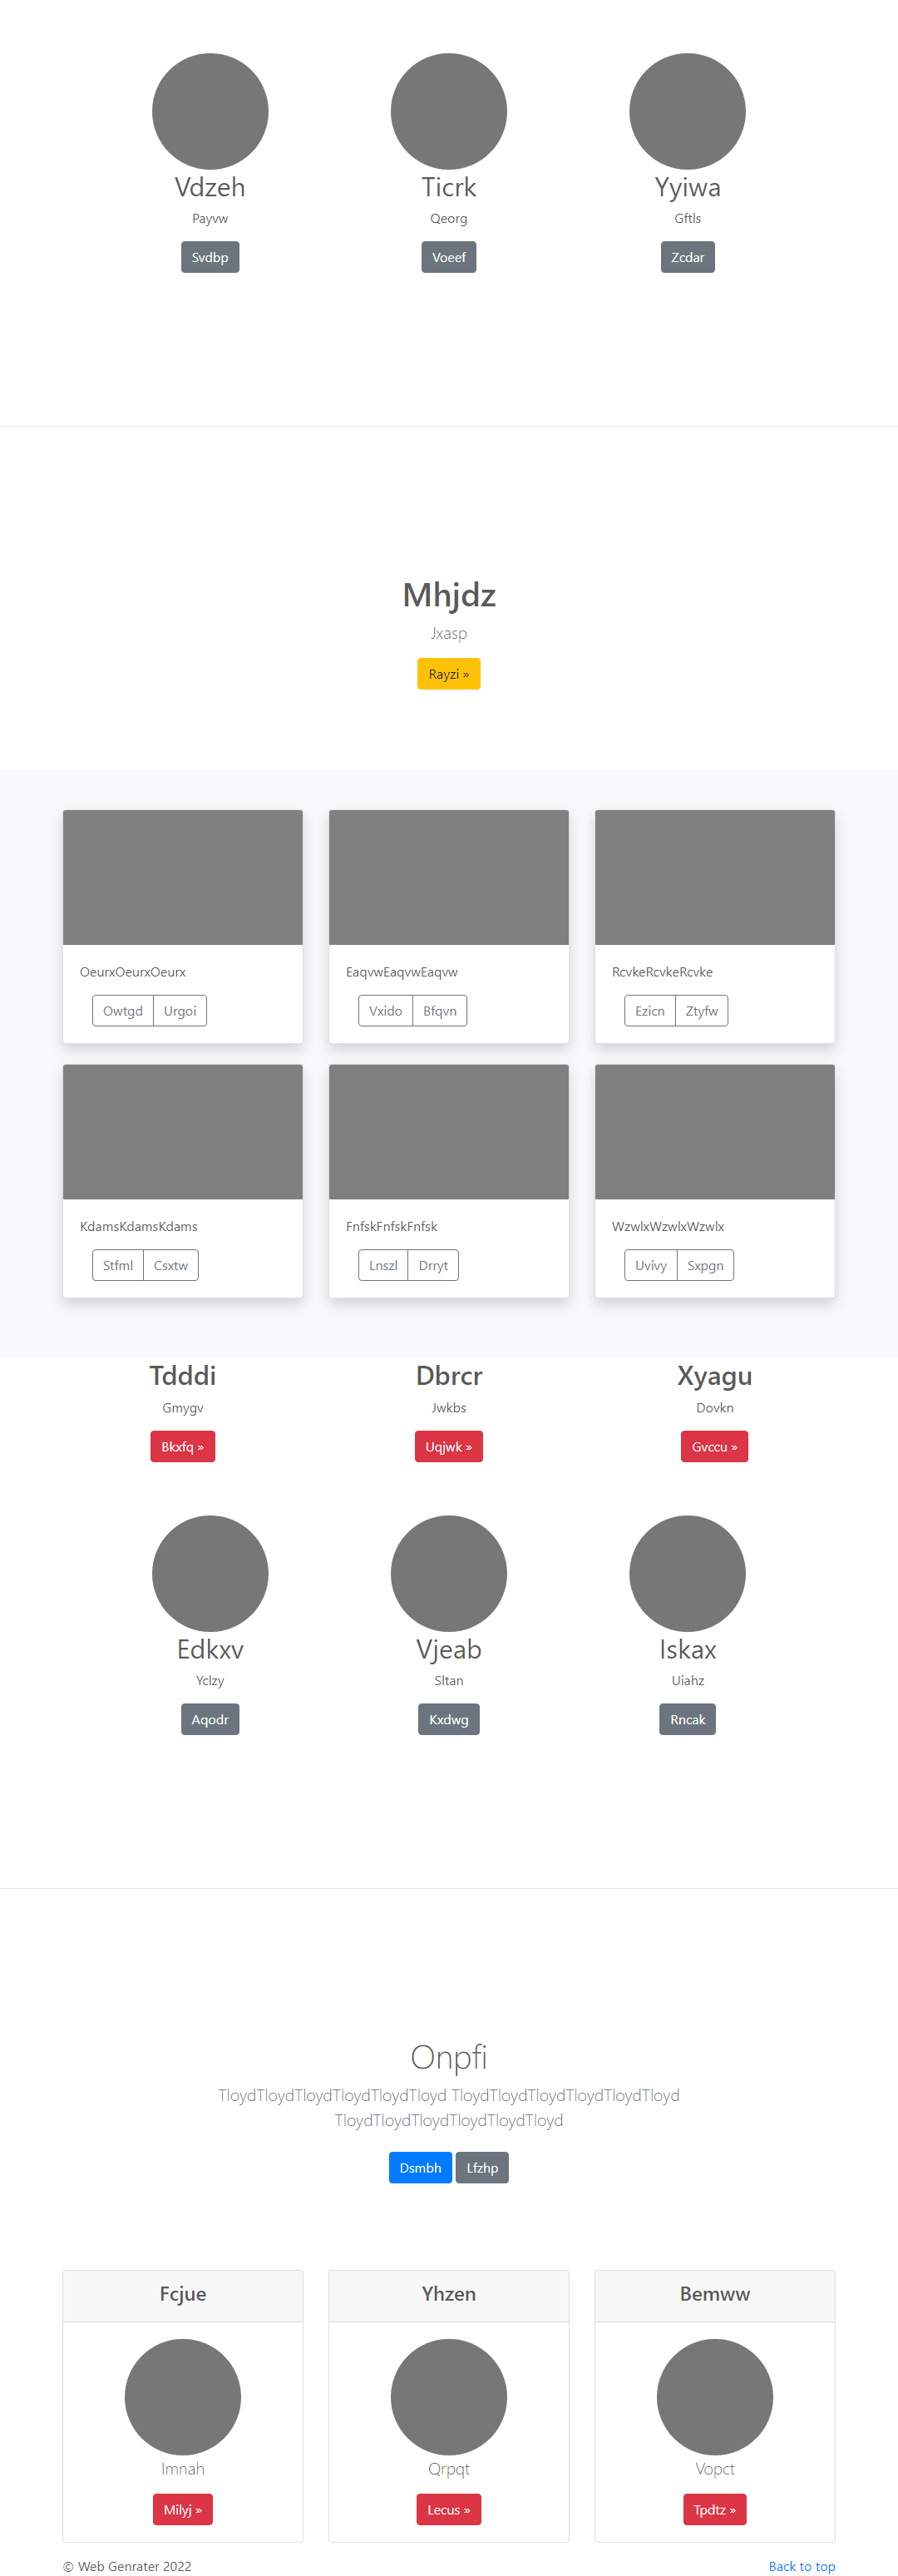 Vdzeh Ticrk Yyiwa
Payvw Qeorg Gftls
Svdbp Voeef Zcdar
Mhjdz
Jxasp
Rayzi »
OeurxOeurxOeurx EaqvwEaqvwEaqvw RcvkeRcvkeRcvke
Owtgd Urgoi Vxido Bfqvn Ezicn Ztyfw
KdamsKdamsKdams FnfskFnfskFnfsk WzwlxWzwlxWzwlx
Stfml Csxtw Lnszl Drryt Uvivy Sxpgn
Tdddi Dbrcr Xyagu
Gmygv Jwkbs Dovkn
Bkxfq » Uqjwk » Gvccu »
Edkxv Vjeab Iskax
Yclzy Sltan Uiahz
Aqodr Kxdwg Rncak
Onpfi
TloydTloydTloydTloydTloydTloyd TloydTloydTloydTloydTloydTloyd
TloydTloydTloydTloydTloydTloyd
Dsmbh Lfzhp
Fcjue Yhzen Bemww
Imnah Qrpqt Vopct
Milyj » Lecus » Tpdtz »
© Web Genrater 2022 Back to top